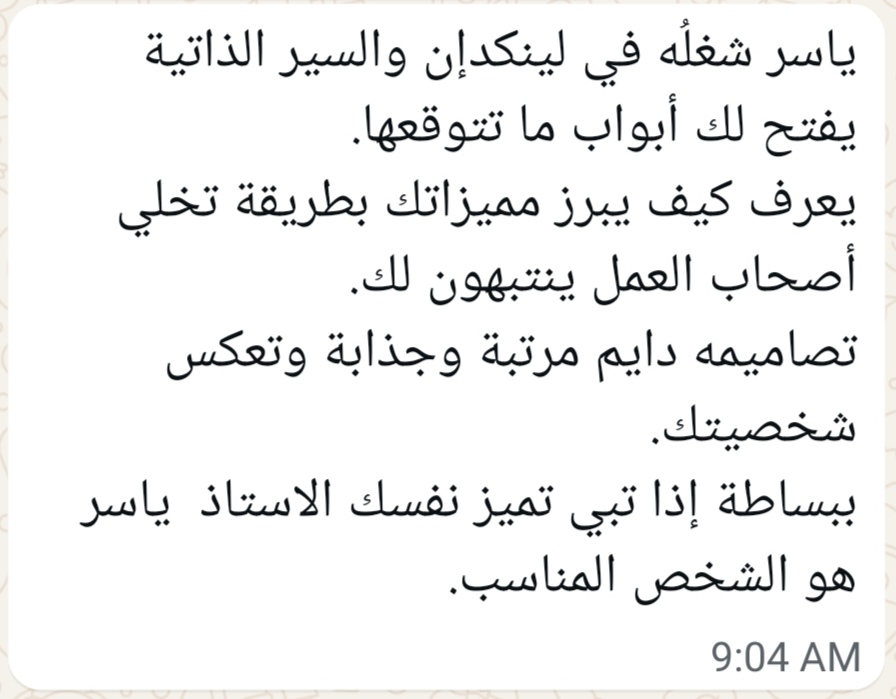 ياسر شغلُه في لينكدإن والسير الذاتية
يفتح لك أبواب ما تتوقعها.
يعرف كيف يبرز مميزاتك بطريقة تخلي
أصحاب العمل ينتبهون لك.
تصاميمه دايم مرتبة وجذابة وتعكس
شخصيتك.
ببساطة إذا تبي تميز نفسك الاستاذ  ياسر
هو الشخص المناسب.
9:04 AM